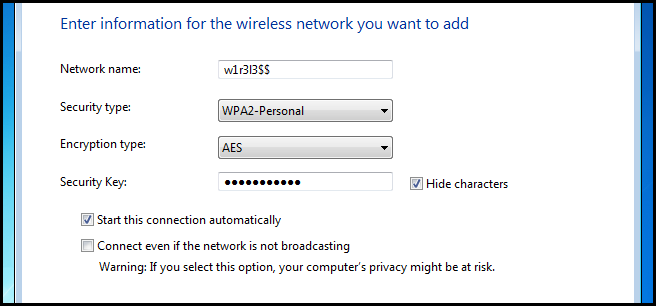 Enter information for the wireless network you want to add
Network name: w1r3l3$$
Security type: WPA2-Personal
Encryption type: AES
Security Key: ●●●●●●●●●●● Hide characters
Start this connection automatically
Connect even if the network is not broadcasting
Warning: If you select this option, your computer's privacy might be at risk.